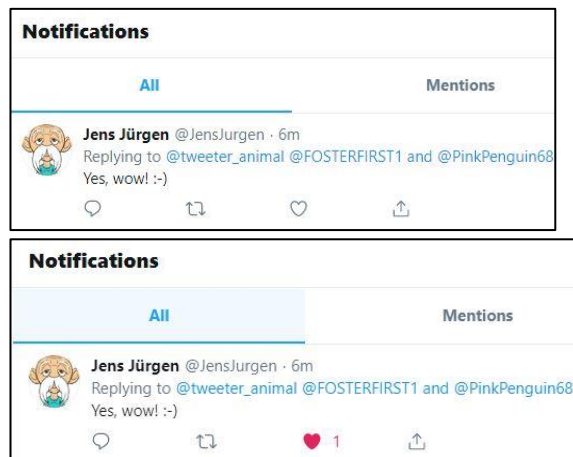 Notifications
All Mentions
Jens Jürgen @JensJurgen · 6m
Replying to @tweeter_animal @FOSTERFIRST1 and @PinkPenguin68
Yes, wow! :-)
Notifications
All Mentions
Jens Jürgen @JensJurgen · 6m
Replying to @tweeter_animal @FOSTERFIRST1 and @PinkPenguin68
Yes, wow! :-)
1